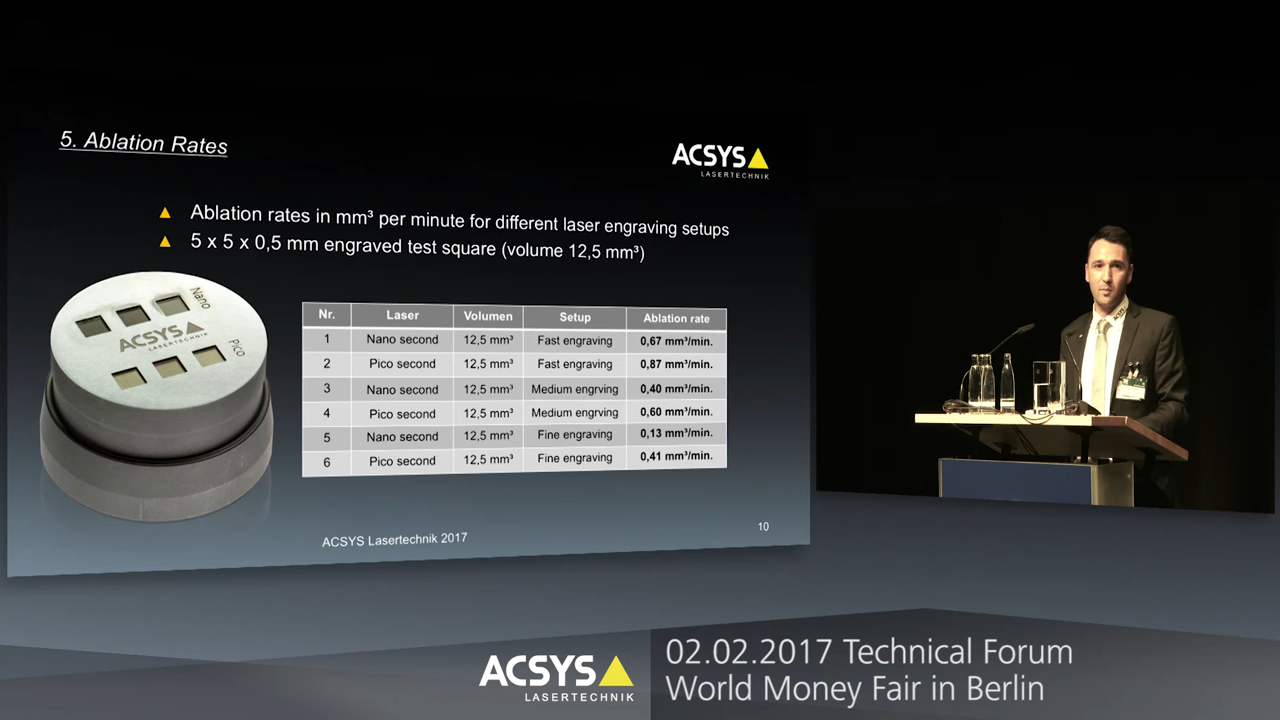 5. Ablation Rates
ACSYS
LASERTECHNIK
Ablation rates in mm³ per minute for different laser engraving setups
5 x 5 x 0,5 mm engraved test square (volume 12,5 mm³)
Nano
ACSYS
LASERTECHNIK
Pico
Nr. Laser Volumen Setup Ablation rate
1 Nano second 12,5 mm³ Fast engraving 0,67 mm³/min.
2 Pico second 12,5 mm³ Fast engraving 0,87 mm³/min.
3 Nano second 12,5 mm³ Medium engrving 0,40 mm³/min.
4 Pico second 12,5 mm³ Medium engrving 0,60 mm³/min.
5 Nano second 12,5 mm³ Fine engraving 0,13 mm³/min.
6 Pico second 12,5 mm³ Fine engraving 0,41 mm³/min.
ACSYS Lasertechnik 2017
10
ACSYS
ACSYS
LASERTECHNIK
02.02.2017 Technical Forum
World Money Fair in Berlin